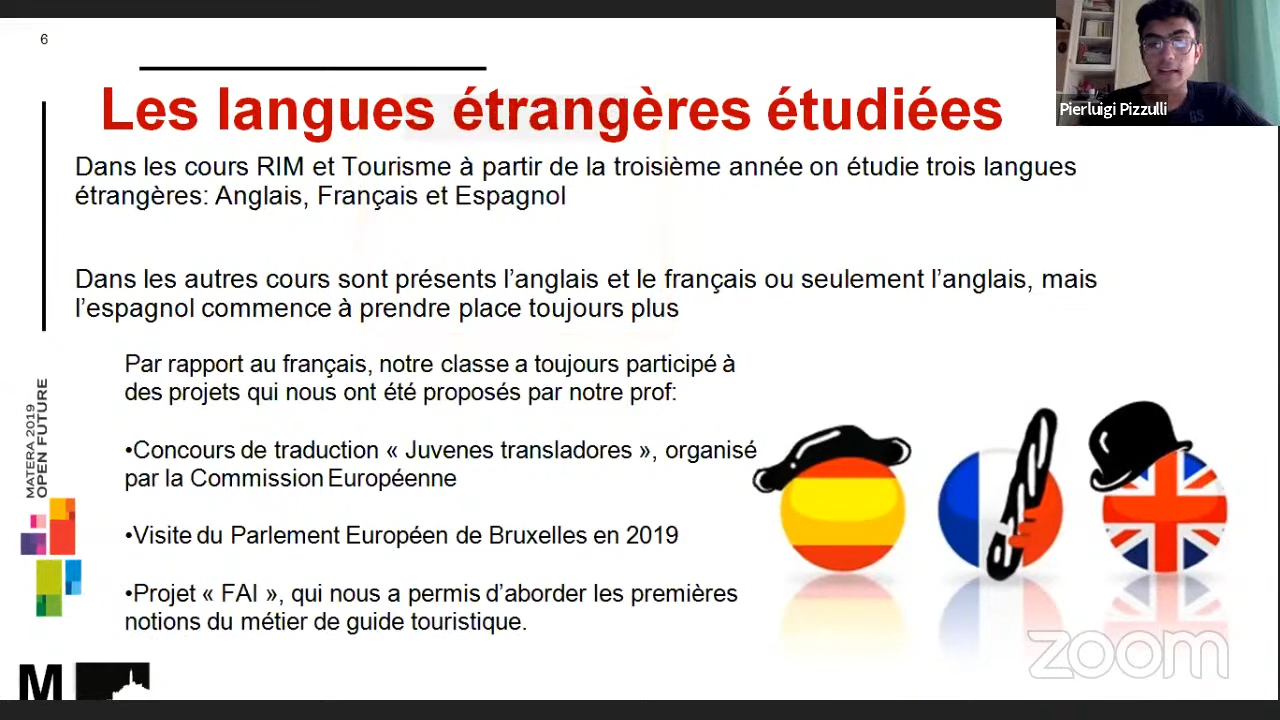 6
Pierluigi Pizzulli
Les langues étrangères étudiées
Dans les cours RIM et Tourisme à partir de la troisième année on étudie trois langues
étrangères: Anglais, Français et Espagnol
Dans les autres cours sont présents l’anglais et le français ou seulement l’anglais, mais
l’espagnol commence à prendre place toujours plus
Par rapport au français, notre classe a toujours participé à
des projets qui nous ont été proposés par notre prof:
•Concours de traduction « Juvenes transladores », organisé
par la Commission Européenne
•Visite du Parlement Européen de Bruxelles en 2019
•Projet « FAI », qui nous a permis d’aborder les premières
notions du métier de guide touristique.
MATERA 2019
OPEN FUTURE
M
zoom